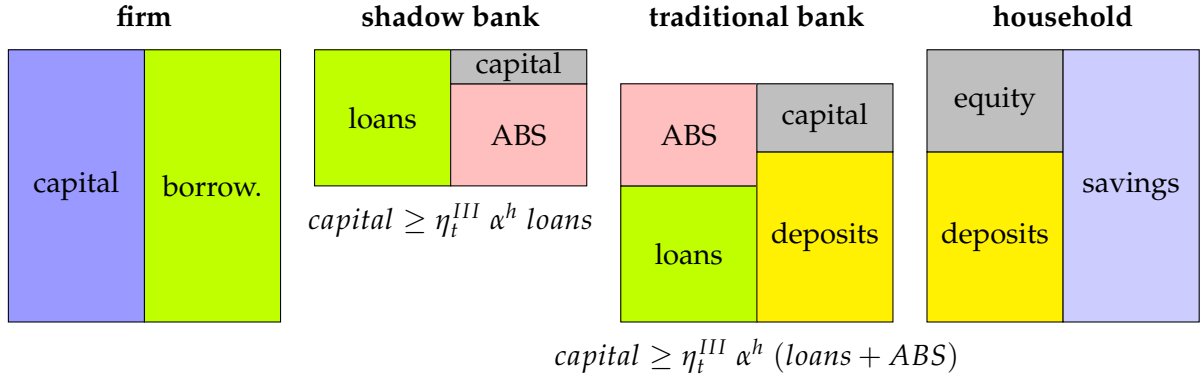 firm
shadow bank
traditional bank
household
capital
borrow.
loans
capital
ABS
capital ≥ η_t^{III} α^h loans
ABS
loans
capital
deposits
capital ≥ η_t^{III} α^h (loans + ABS)
equity
deposits
savings